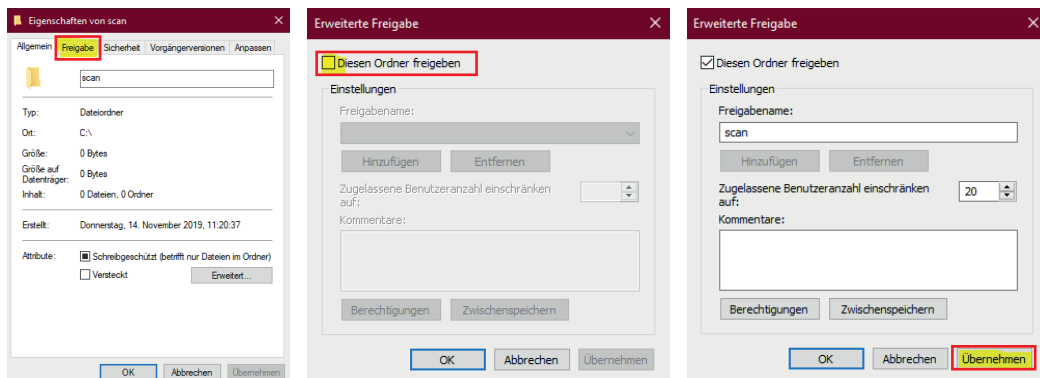 Eigenschaften von scan
Allgemein Freigabe Sicherheit Vorgängerversionen Anpassen
scan
Typ: Dateiordner
Ort: C:\
Größe: 0 Bytes
Größe auf Datenträger: 0 Bytes
Inhalt: 0 Dateien, 0 Ordner
Erstellt: Donnerstag, 14. November 2019, 11:20:37
Attribute: Schreibgeschützt (betrifft nur Dateien im Ordner)
Versteckt Erweitert...
OK Abbrechen Übernehmen
Erweiterte Freigabe
Diesen Ordner freigeben
Einstellungen
Freigabename:
Hinzufügen Entfernen
Zugelassene Benutzeranzahl einschränken
auf:
Kommentare:
Berechtigungen Zwischenspeichern
OK Abbrechen Übernehmen
Erweiterte Freigabe
Diesen Ordner freigeben
Einstellungen
Freigabename:
scan
Hinzufügen Entfernen
Zugelassene Benutzeranzahl einschränken 20
auf:
Kommentare:
Berechtigungen Zwischenspeichern
OK Abbrechen Übernehmen